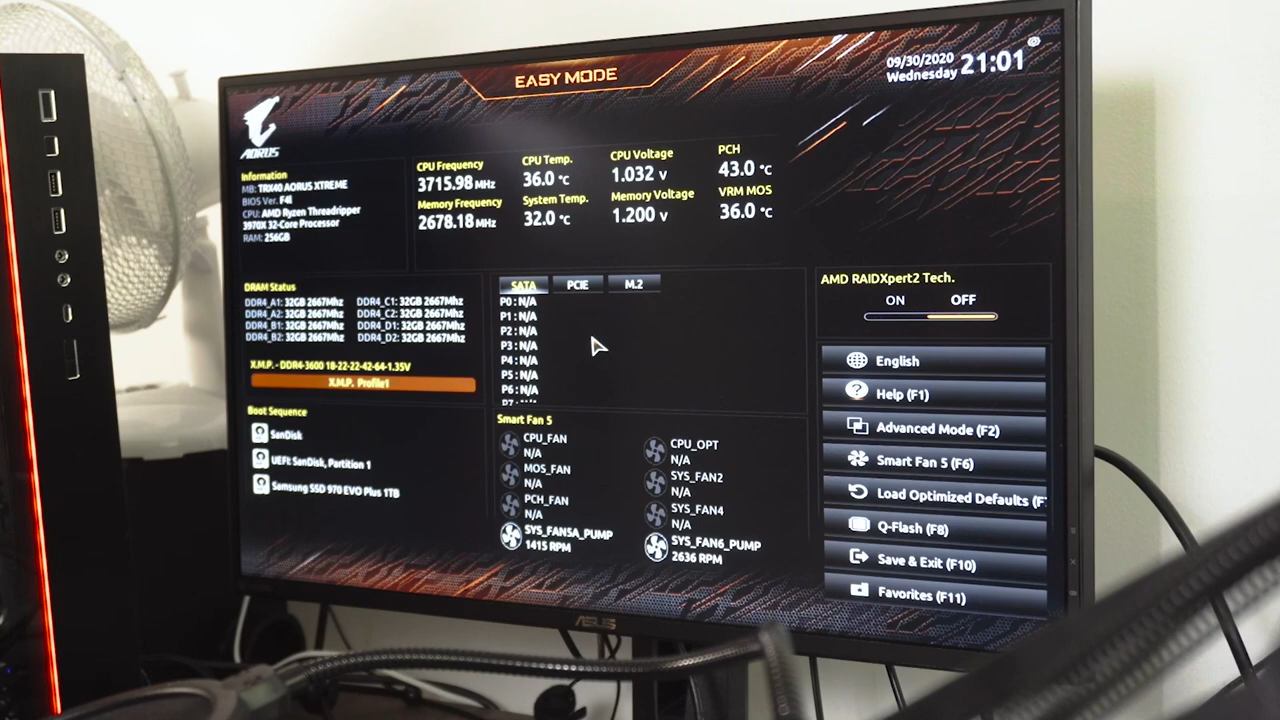 EASY MODE
09/30/2020
Wednesday 21:01
AORUS
Information
MB: TRX40 AORUS XTREME
BIOS Ver. F4l
CPU: AMD Ryzen Threadripper
3970X 32-Core Processor
RAM: 256GB
CPU Frequency
3715.98 MHz
Memory Frequency
2678.18 MHz
CPU Temp.
36.0 °C
System Temp.
32.0 °C
CPU Voltage
1.032 V
Memory Voltage
1.200 V
PCH
43.0 °C
VRM MOS
36.0 °C
DRAM Status
DDR4_A1: 32GB 2667Mhz DDR4_C1: 32GB 2667Mhz
DDR4_A2: 32GB 2667Mhz DDR4_C2: 32GB 2667Mhz
DDR4_B1: 32GB 2667Mhz DDR4_D1: 32GB 2667Mhz
DDR4_B2: 32GB 2667Mhz DDR4_D2: 32GB 2667Mhz
X.M.P. - DDR4-3600 18-22-22-42-64-1.35V
X.M.P. Profile1
Boot Sequence
SanDisk
UEFI: SanDisk, Partition 1
Samsung SSD 970 EVO Plus 1TB
SATA PCIE M.2
P0 : N/A
P1 : N/A
P2 : N/A
P3 : N/A
P4 : N/A
P5 : N/A
P6 : N/A
Smart Fan 5
CPU_FAN
N/A
MOS_FAN
N/A
PCH_FAN
N/A
SYS_FAN5A_PUMP
1415 RPM
CPU_OPT
N/A
SYS_FAN2
N/A
SYS_FAN4
N/A
SYS_FAN6_PUMP
2636 RPM
AMD RAIDXpert2 Tech.
ON OFF
English
Help (F1)
Advanced Mode (F2)
Smart Fan 5 (F6)
Load Optimized Defaults (F
Q-Flash (F8)
Save & Exit (F10)
Favorites (F11)
ASUS